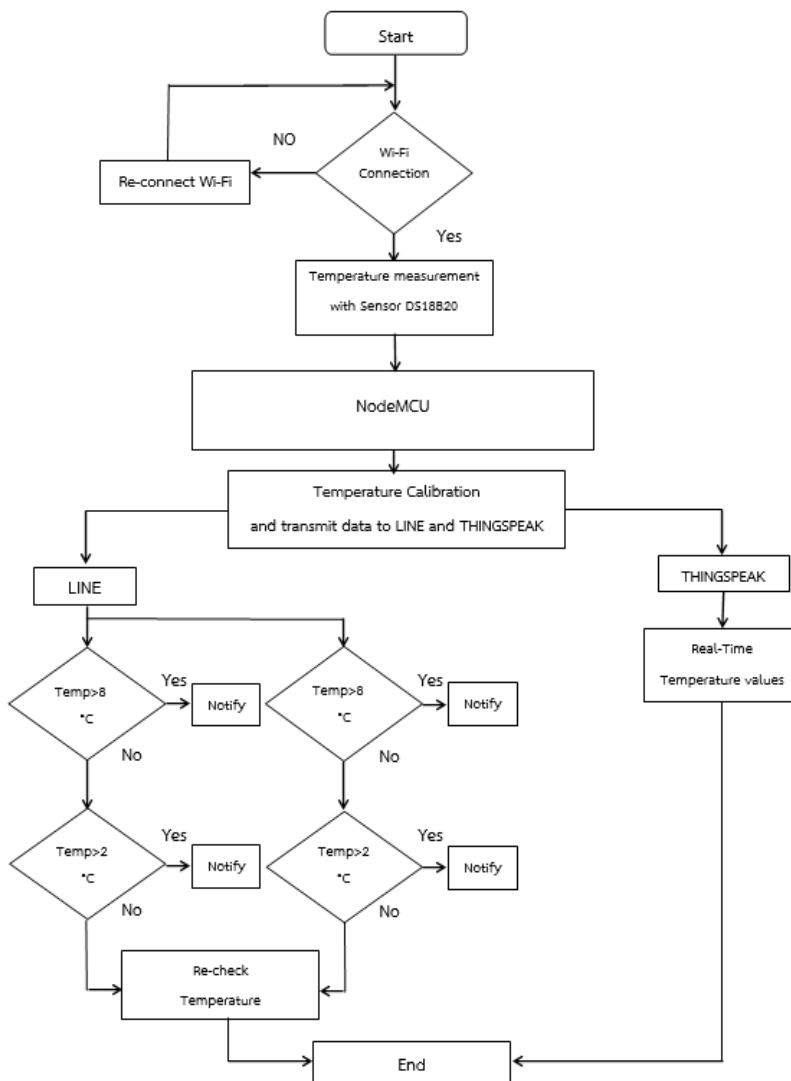 Start
NO
Wi-Fi
Connection
Re-connect Wi-Fi
Yes
Temperature measurement
with Sensor DS18B20
NodeMCU
Temperature Calibration
and transmit data to LINE and THINGSPEAK
LINE
THINGSPEAK
Real-Time
Temperature values
Temp>8
°C
Yes
Notify
No
Temp>8
°C
Yes
Notify
No
Temp>2
°C
Yes
Notify
No
Temp>2
°C
Yes
Notify
No
Re-check
Temperature
End